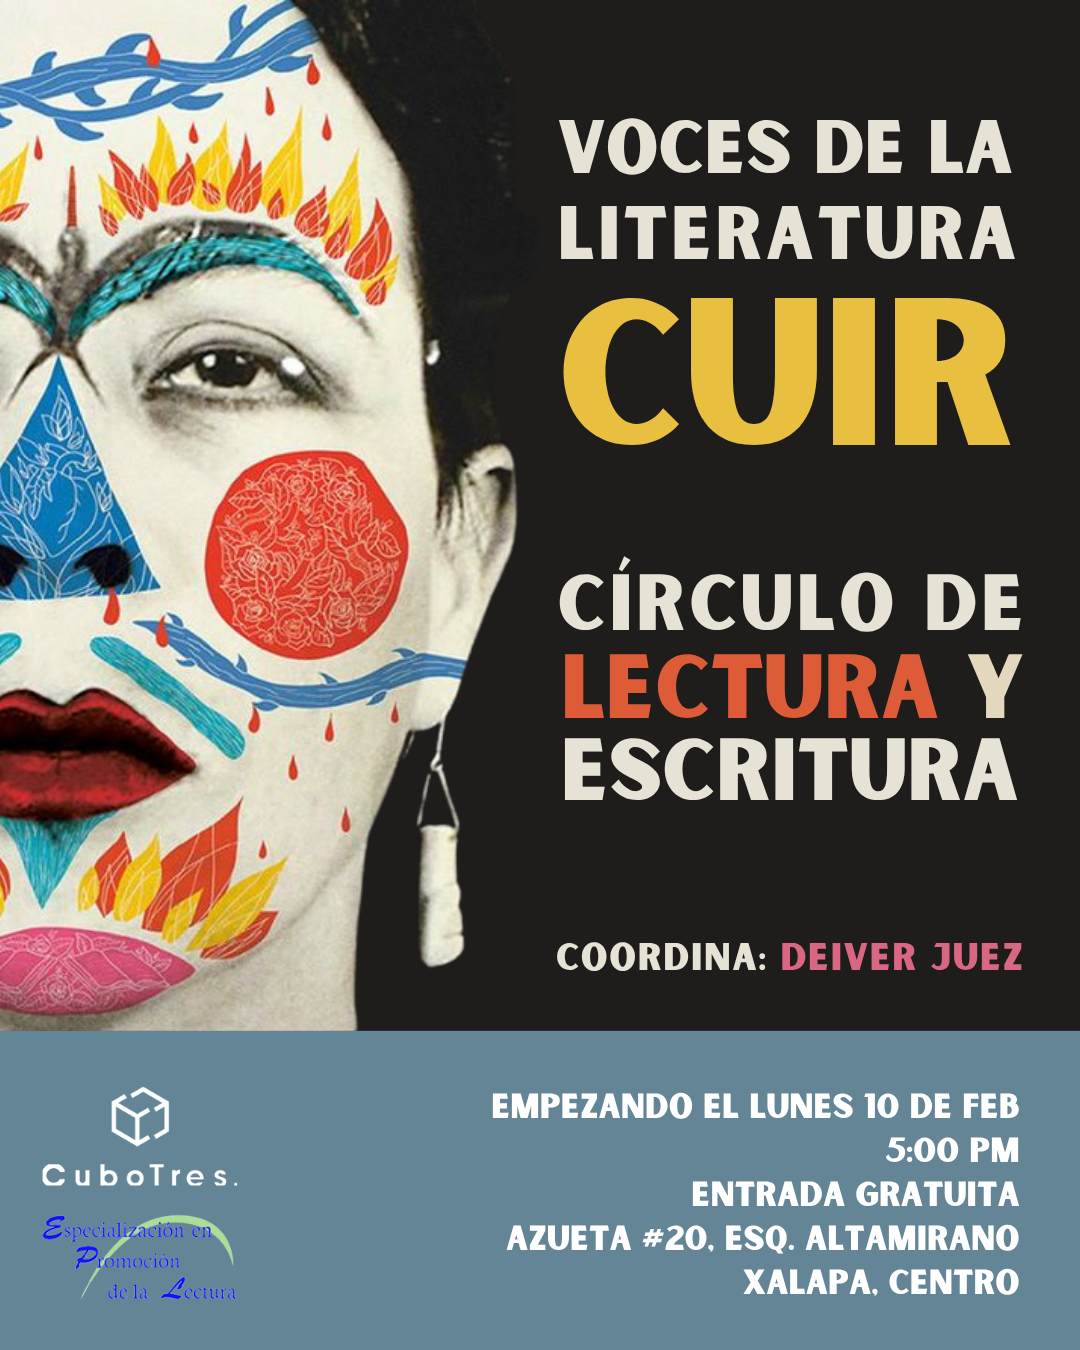 VOCES DE LA
LITERATURA
CUIR
CÍRCULO DE
LECTURA Y
ESCRITURA
COORDINA: DEIVER JUEZ
EMPEZANDO EL LUNES 10 DE FEB
5:00 PM
ENTRADA GRATUITA
AZUETA #20, ESQ. ALTAMIRANO
XALAPA, CENTRO
CuboTres.
Especialización en
Promoción
de la Lectura